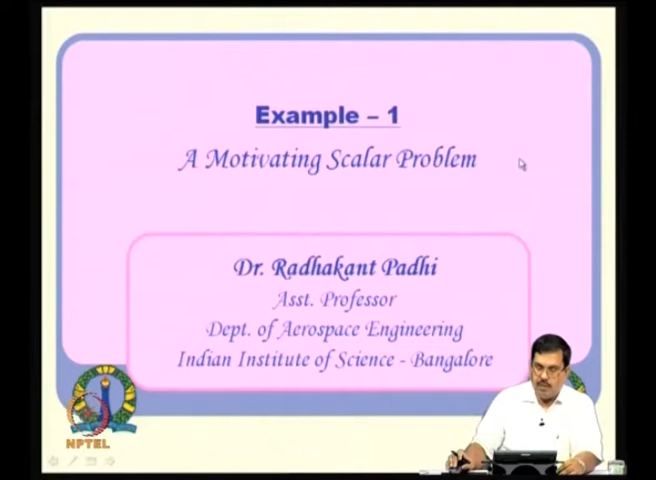 Example – 1
A Motivating Scalar Problem
Dr. Radhakant Padhi
Asst. Professor
Dept. of Aerospace Engineering
Indian Institute of Science - Bangalore
NPTEL